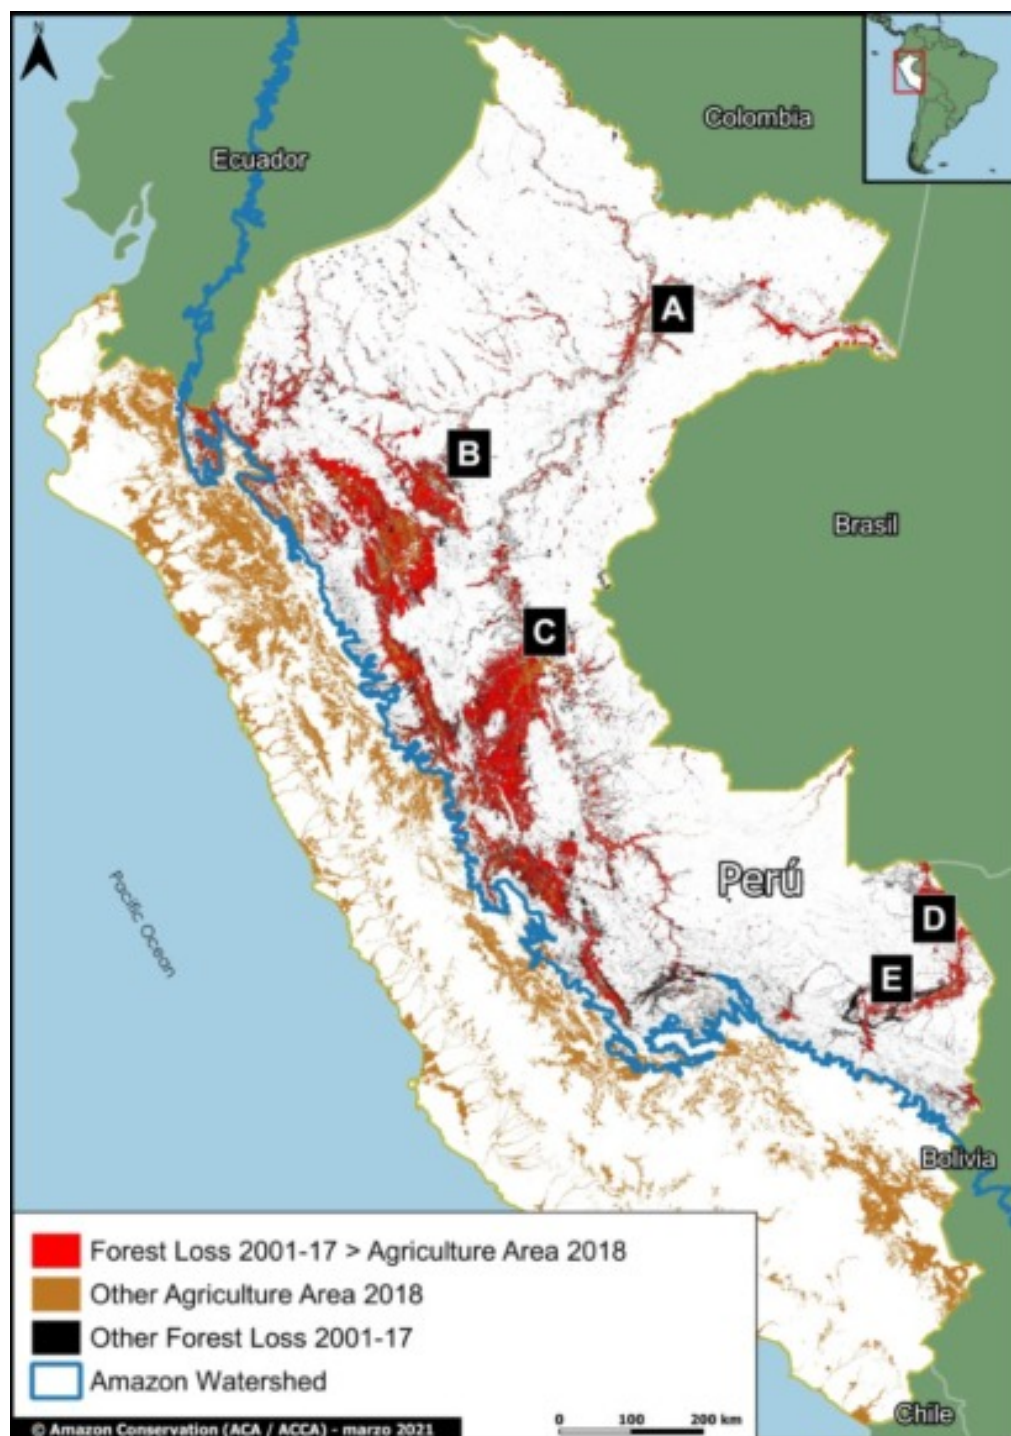 N
Colombia
Ecuador
A
B
Brasil
C
Perú
Pacific Ocean
D
E
Bolivia
Forest Loss 2001-17 > Agriculture Area 2018
Other Agriculture Area 2018
Other Forest Loss 2001-17
Amazon Watershed
Chile
© Amazon Conservation (ACA / ACCA) - marzo 2021
0 100 200 km